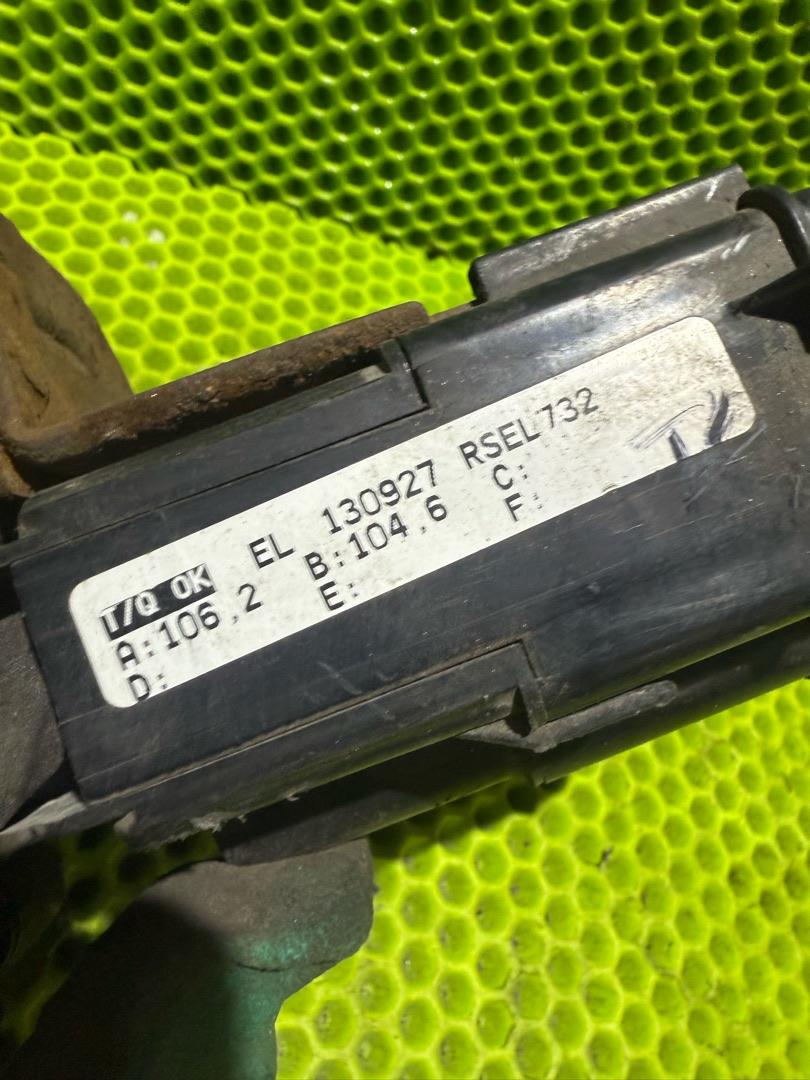 T/Q OK EL 130927 RSEL732
A:106,2 B:104,6 C:
D: E: F: